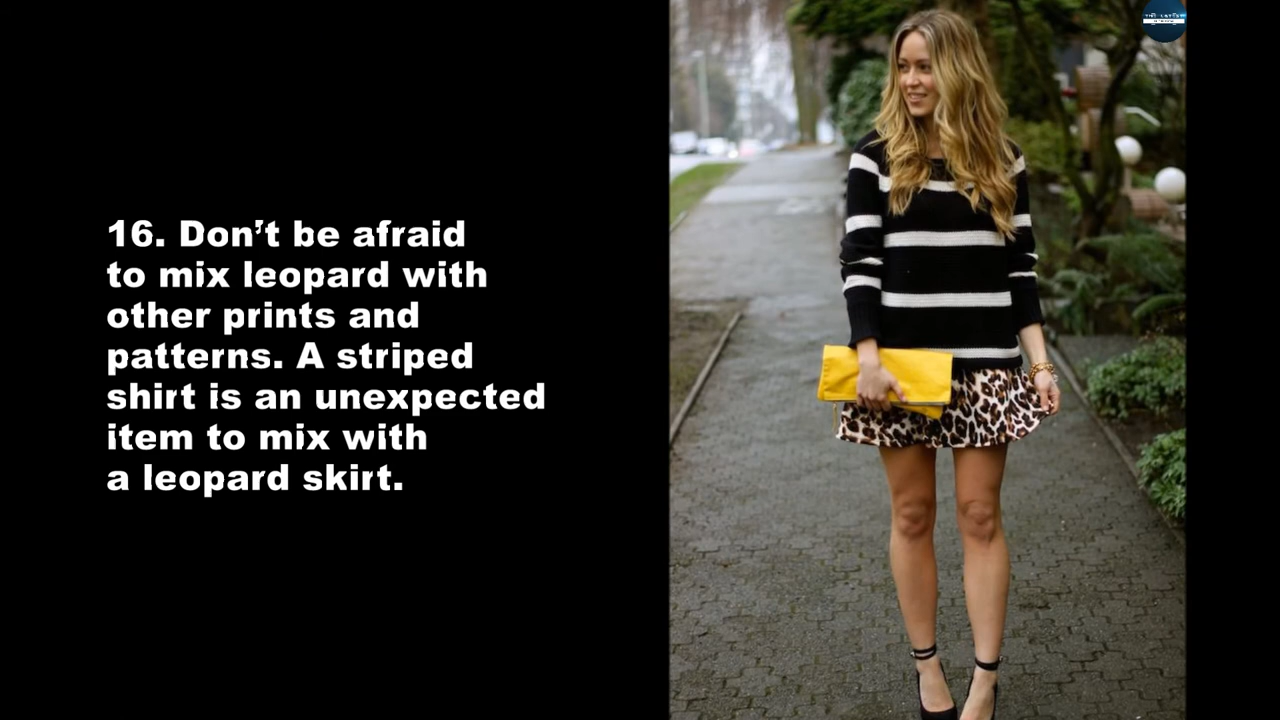 16. Don’t be afraid
to mix leopard with
other prints and
patterns. A striped
shirt is an unexpected
item to mix with
a leopard skirt.